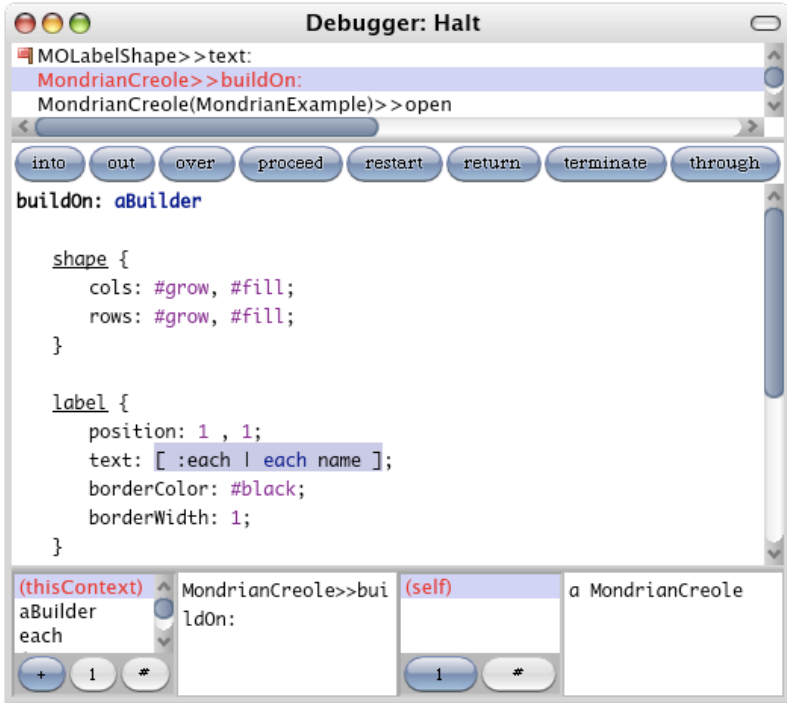 Debugger: Halt
MOLabelShape>>text:
MondrianCreole>>buildOn:
MondrianCreole(MondrianExample)>>open
into out over proceed restart return terminate through
buildOn: aBuilder
shape {
cols: #grow, #fill;
rows: #grow, #fill;
}
label {
position: 1 , 1;
text: [ :each | each name ];
borderColor: #black;
borderWidth: 1;
}
(thisContext)
aBuilder
each
+ 1 #
MondrianCreole>>bui
ldOn:
(self)
1 #
a MondrianCreole